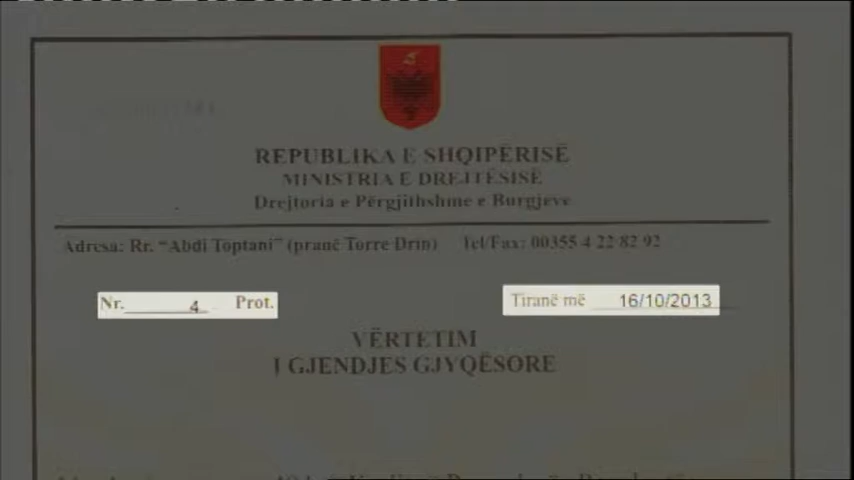 REPUBLIKA E SHQIPËRISË
MINISTRIA E DREJTËSISË
Drejtoria e Përgjithshme e Burgjeve
Adresa: Rr. "Abdi Toptani" (pranë Torre Drin) Tel/Fax: 00355 4 22 82 92
Nr. 4 Prot. Tiranë më 16/10/2013
VËRTETIM
I GJENDJES GJYQËSORE